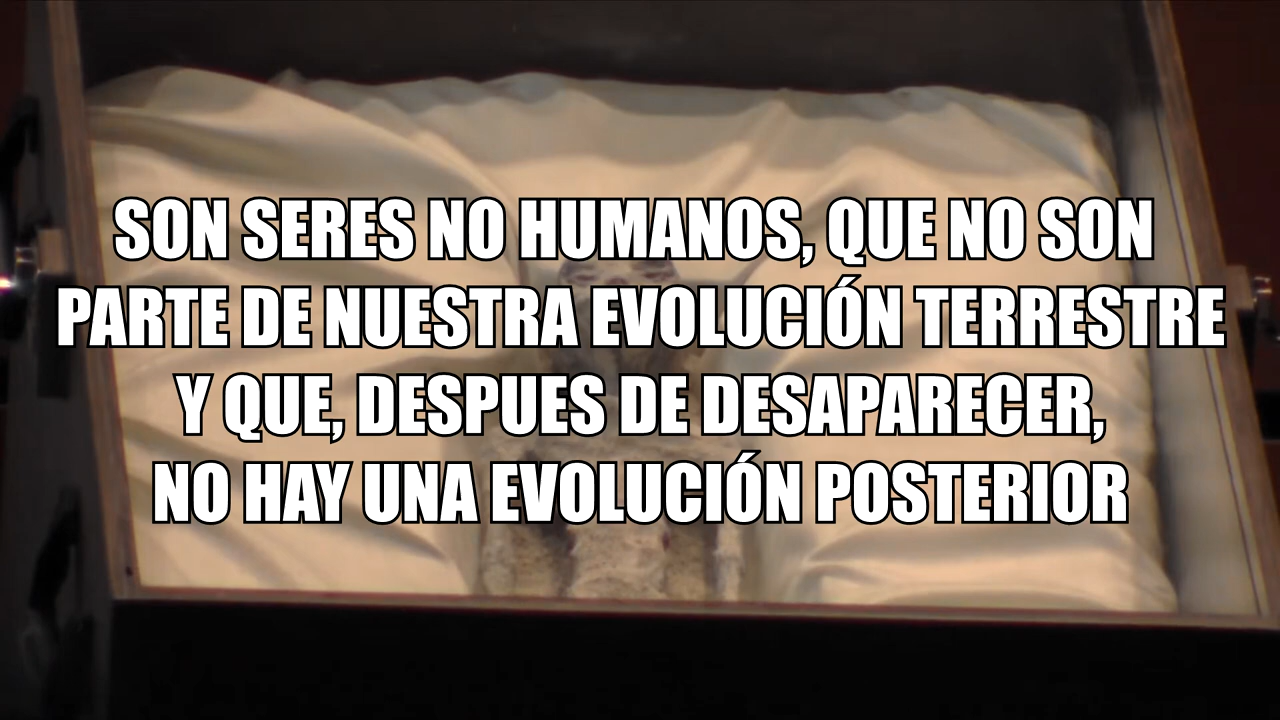 SON SERES NO HUMANOS, QUE NO SON
PARTE DE NUESTRA EVOLUCIÓN TERRESTRE
Y QUE, DESPUES DE DESAPARECER,
NO HAY UNA EVOLUCIÓN POSTERIOR